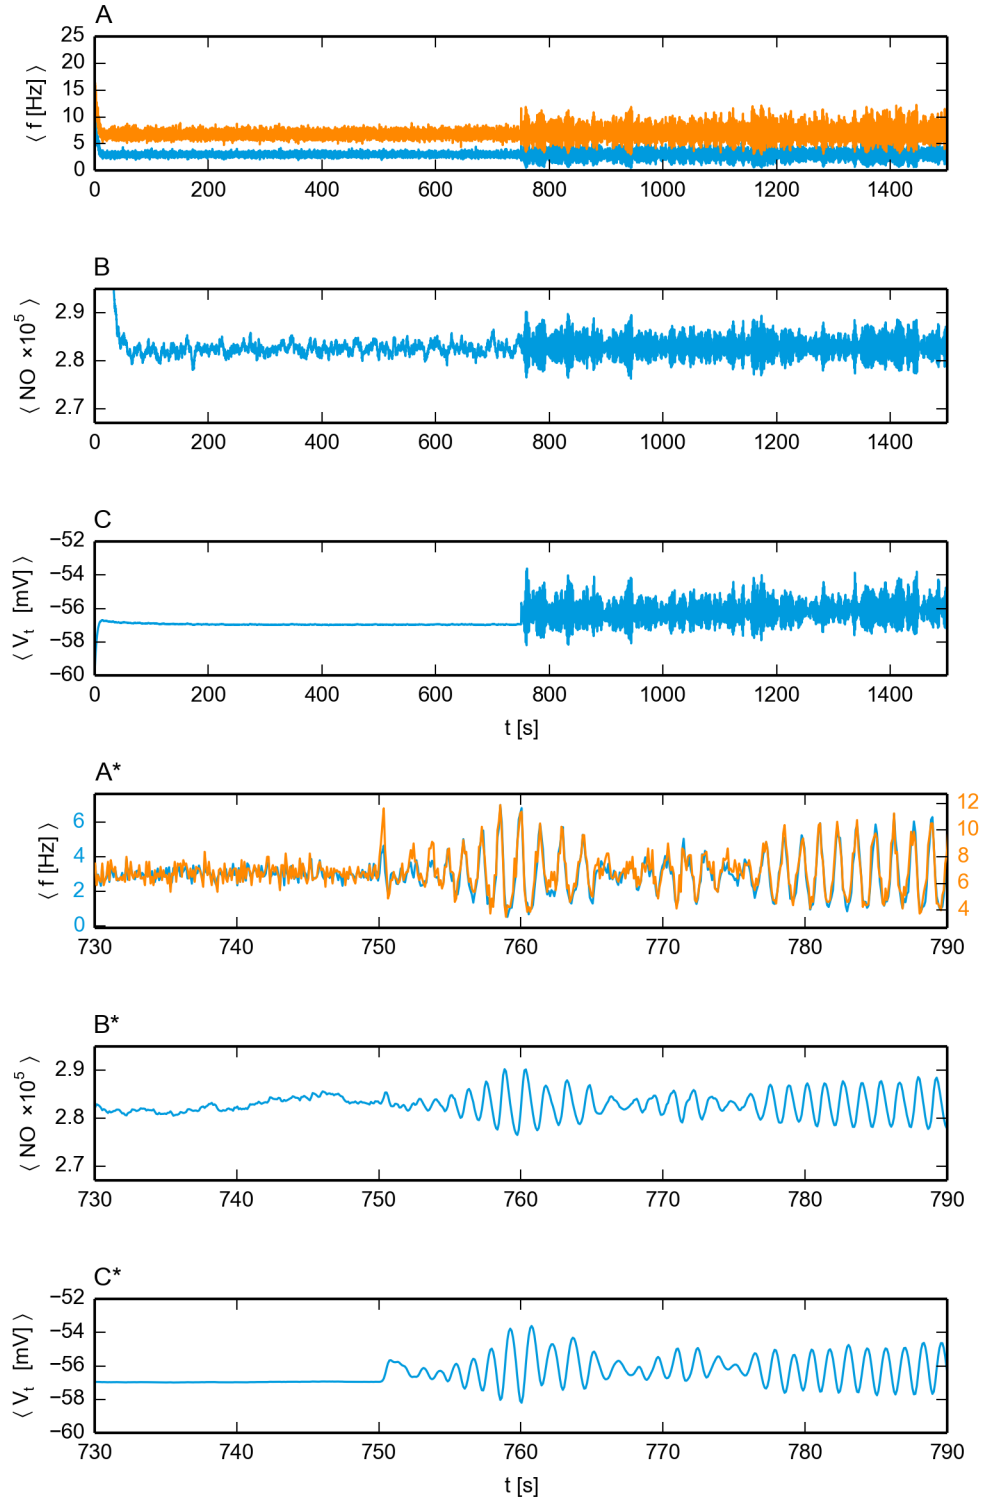 A
25
20
15
10
5
0
⟨ f [Hz] ⟩
0 200 400 600 800 1000 1200 1400
B
2.9
2.8
2.7
⟨ NO ×10⁵ ⟩
0 200 400 600 800 1000 1200 1400
C
−52
−54
−56
−58
−60
⟨ V_t [mV] ⟩
0 200 400 600 800 1000 1200 1400
t [s]
A*
6
4
2
0
⟨ f [Hz] ⟩
12
10
8
6
4
730 740 750 760 770 780 790
B*
2.9
2.8
2.7
⟨ NO ×10⁵ ⟩
730 740 750 760 770 780 790
C*
−52
−54
−56
−58
−60
⟨ V_t [mV] ⟩
730 740 750 760 770 780 790
t [s]